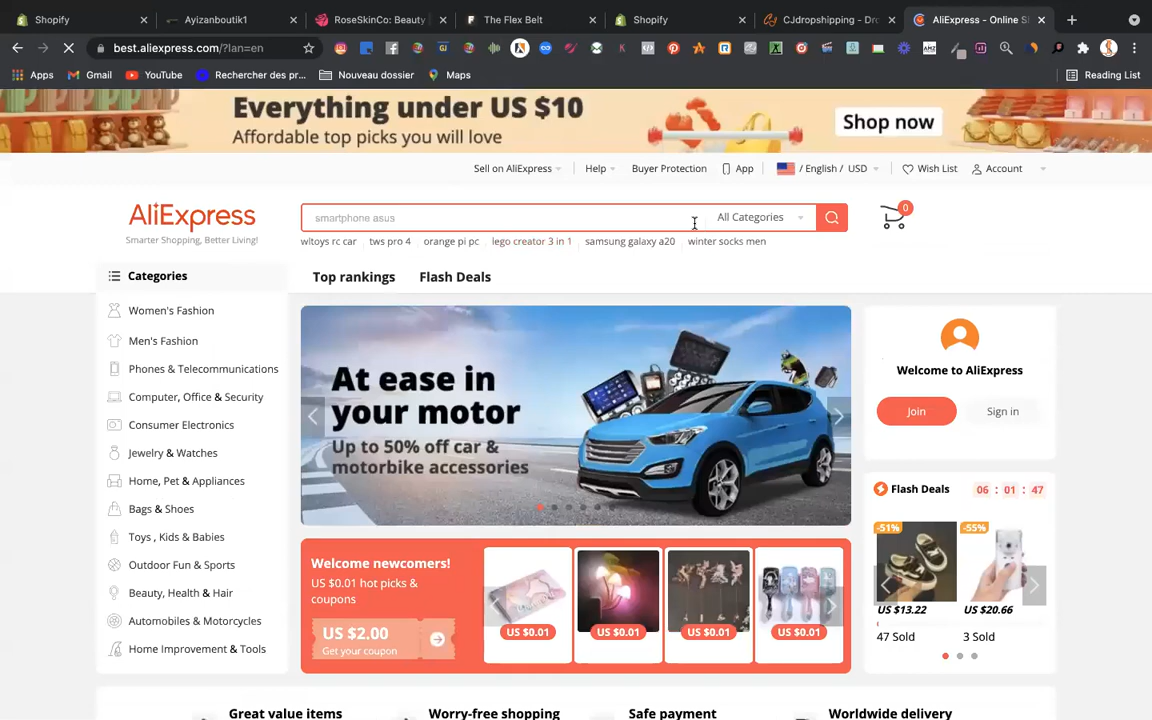 Shopify
Ayizanboutik1
RoseSkinCo: Beauty
The Flex Belt
Shopify
CJdropshipping - Dro
AliExpress - Online Sh
best.aliexpress.com/?lan=en
Apps
Gmail
YouTube
Rechercher des pr...
Nouveau dossier
Maps
Reading List
Everything under US $10
Affordable top picks you will love
Shop now
Sell on AliExpress
Help
Buyer Protection
App
/ English / USD
Wish List
Account
AliExpress
Smarter Shopping, Better Living!
smartphone asus
All Categories
0
wltoys rc car
tws pro 4
orange pi pc
lego creator 3 in 1
samsung galaxy a20
winter socks men
Categories
Top rankings
Flash Deals
Women's Fashion
Men's Fashion
Phones & Telecommunications
Computer, Office & Security
Consumer Electronics
Jewelry & Watches
Home, Pet & Appliances
Bags & Shoes
Toys , Kids & Babies
Outdoor Fun & Sports
Beauty, Health & Hair
Automobiles & Motorcycles
Home Improvement & Tools
At ease in
your motor
Up to 50% off car &
motorbike accessories
Welcome to AliExpress
Join
Sign in
Flash Deals
06 : 01 : 47
-51%
-55%
US $13.22
US $20.66
47 Sold
3 Sold
Welcome newcomers!
US $0.01 hot picks &
coupons
US $2.00
Get your coupon
US $0.01
US $0.01
US $0.01
US $0.01
Great value items
Worry-free shopping
Safe payment
Worldwide delivery